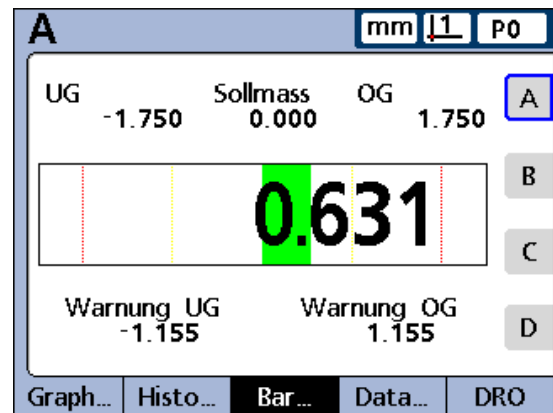 A mm 1 P0
UG Sollmass OG A
-1.750 0.000 1.750
B
0.631
C
Warnung UG Warnung OG
-1.155 1.155 D
Graph... Histo... Bar... Data... DRO